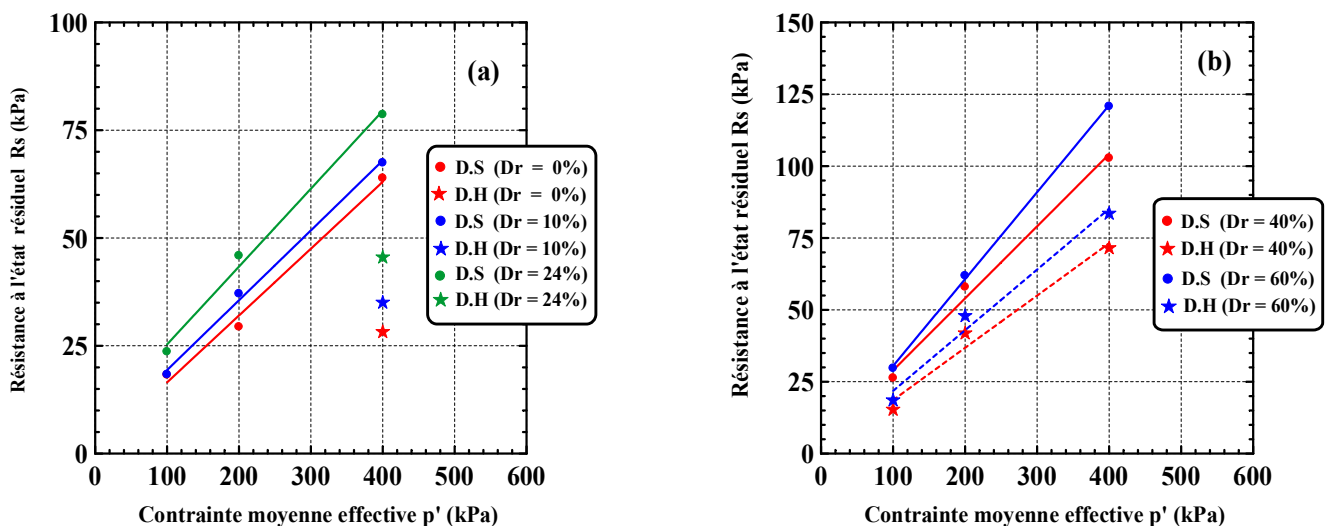 100
75
50
25
0
0 100 200 300 400 500 600
Résistance à l'état résiduel Rs (kPa)
Contrainte moyenne effective p' (kPa)
(a)
D.S (Dr = 0%)
D.H (Dr = 0%)
D.S (Dr = 10%)
D.H (Dr = 10%)
D.S (Dr = 24%)
D.H (Dr = 24%)
150
125
100
75
50
25
0
0 100 200 300 400 500 600
Résistance à l'état résiduel Rs (kPa)
Contrainte moyenne effective p' (kPa)
(b)
D.S (Dr = 40%)
D.H (Dr = 40%)
D.S (Dr = 60%)
D.H (Dr = 60%)